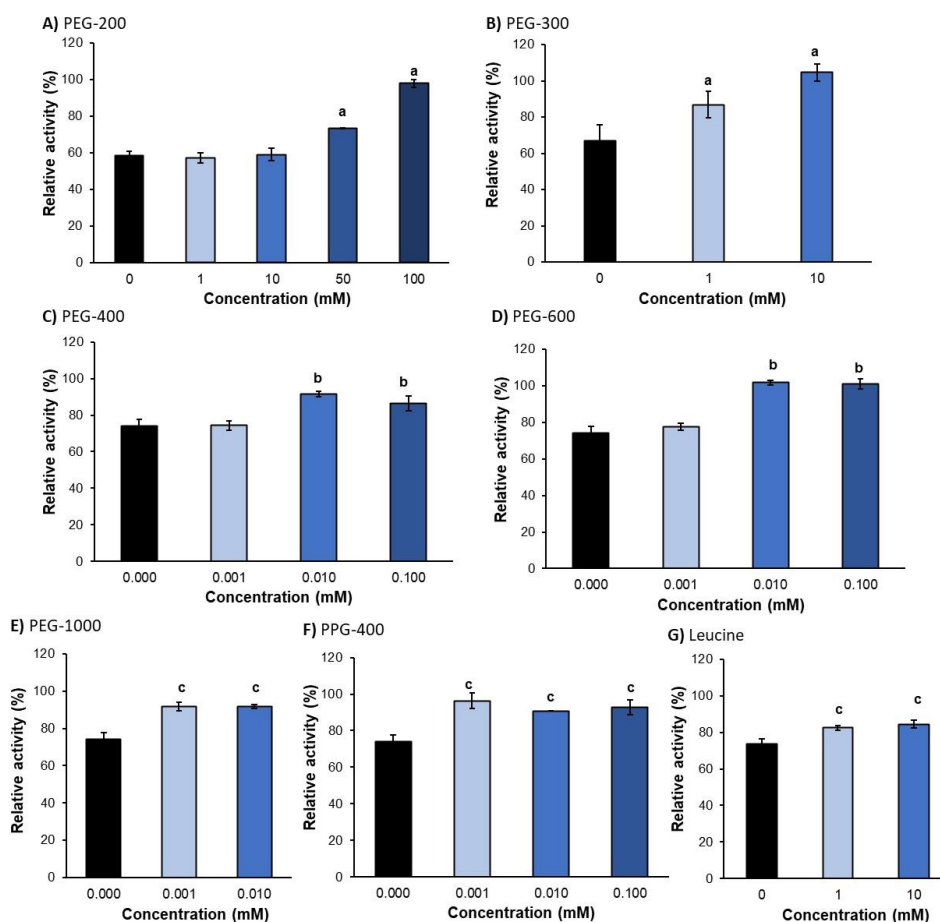 A) PEG-200
Relative activity (%)
120
100
80
60
40
20
0
a
a
0 1 10 50 100
Concentration (mM)
B) PEG-300
Relative activity (%)
120
100
80
60
40
20
0
a
a
0 1 10
Concentration (mM)
C) PEG-400
Relative activity (%)
120
100
80
60
40
20
0
b
b
0.000 0.001 0.010 0.100
Concentration (mM)
D) PEG-600
Relative activity (%)
120
100
80
60
40
20
0
b
b
0.000 0.001 0.010 0.100
Concentration (mM)
E) PEG-1000
Relative activity (%)
120
100
80
60
40
20
0
c
c
0.000 0.001 0.010
Concentration (mM)
F) PPG-400
Relative activity (%)
120
100
80
60
40
20
0
c
c
c
0.000 0.001 0.010 0.100
Concentration (mM)
G) Leucine
Relative activity (%)
120
100
80
60
40
20
0
c
c
0 1 10
Concentration (mM)